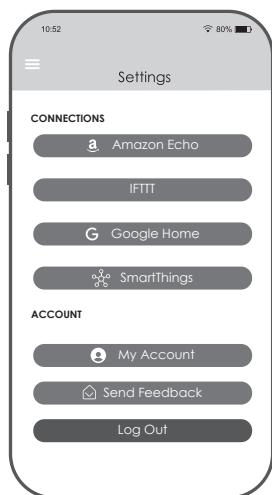 10:52 80%
Settings
CONNECTIONS
a Amazon Echo
IFTTT
G Google Home
SmartThings
ACCOUNT
My Account
Send Feedback
Log Out